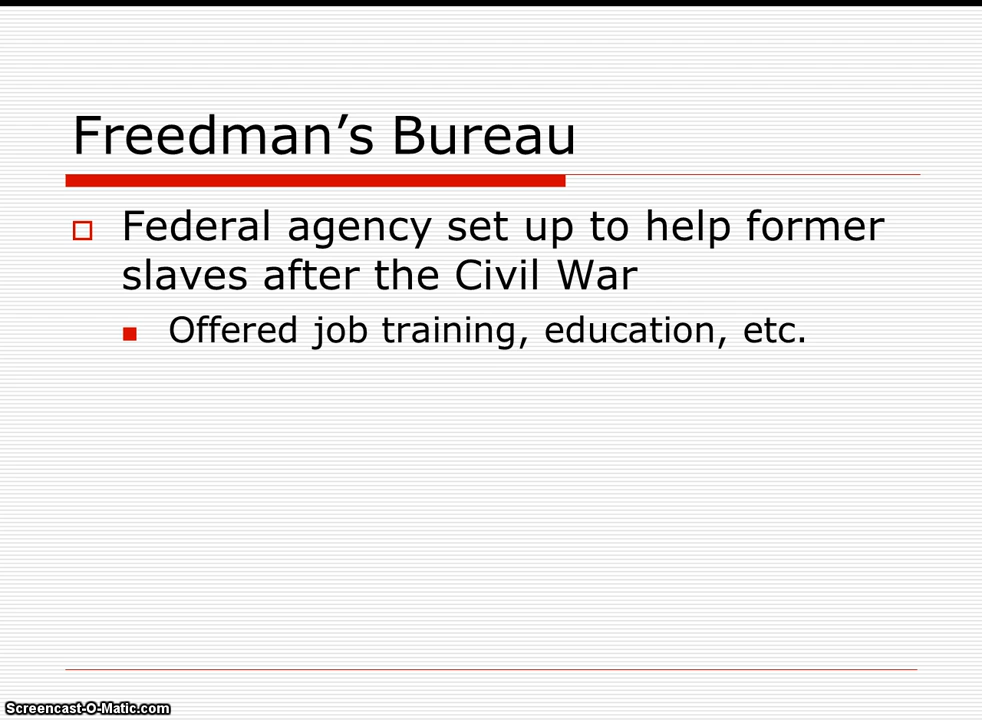 Freedman’s Bureau
Federal agency set up to help former
slaves after the Civil War
Offered job training, education, etc.
Screencast-O-Matic.com